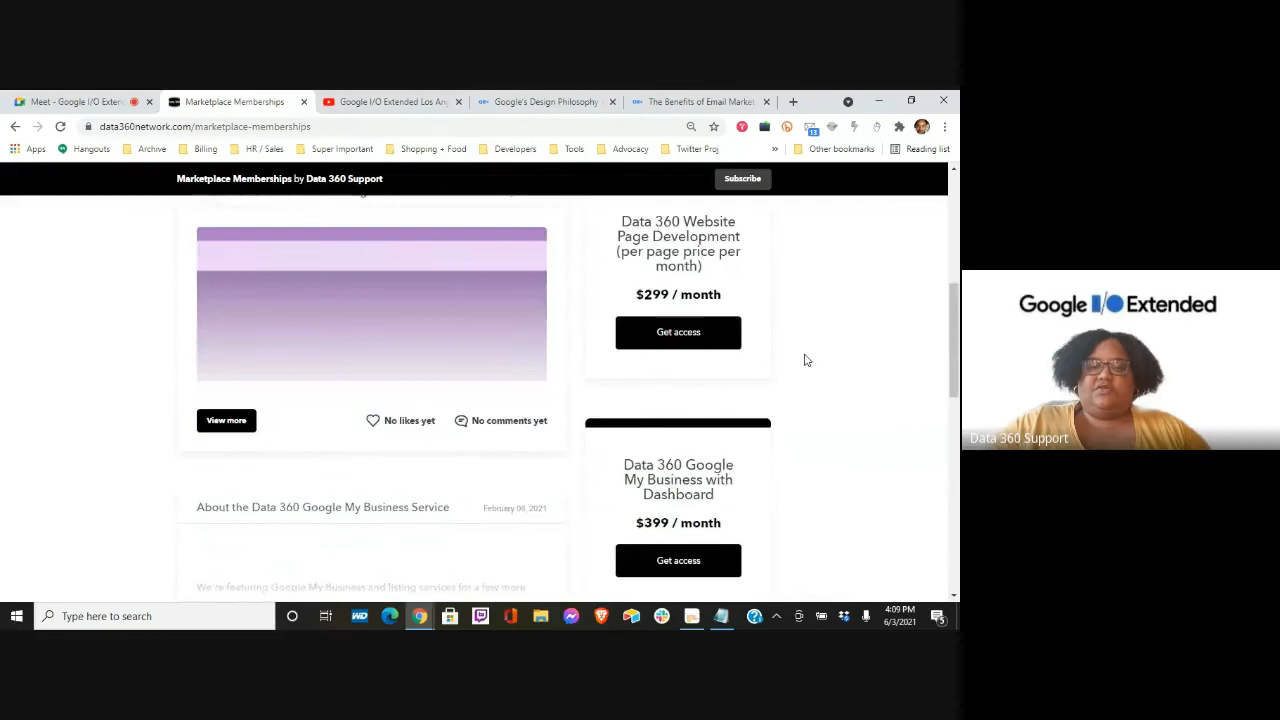 Meet - Google I/O Exten
Marketplace Memberships
Google I/O Extended Los An
Google's Design Philosophy
The Benefits of Email Market
data360network.com/marketplace-memberships
13
Apps
Hangouts
Archive
Billing
HR / Sales
Super Important
Shopping + Food
Developers
Tools
Advocacy
Twitter Proj
»
Other bookmarks
Reading list
Marketplace Memberships by Data 360 Support
Subscribe
Data 360 Website
Page Development
(per page price per
month)
$299 / month
Get access
View more
No likes yet
No comments yet
Data 360 Google
My Business with
Dashboard
$399 / month
Get access
About the Data 360 Google My Business Service
February 08, 2021
We're featuring Google My Business and listing services for a few more
Google I/O Extended
Data 360 Support
Type here to search
4:09 PM
6/3/2021
5